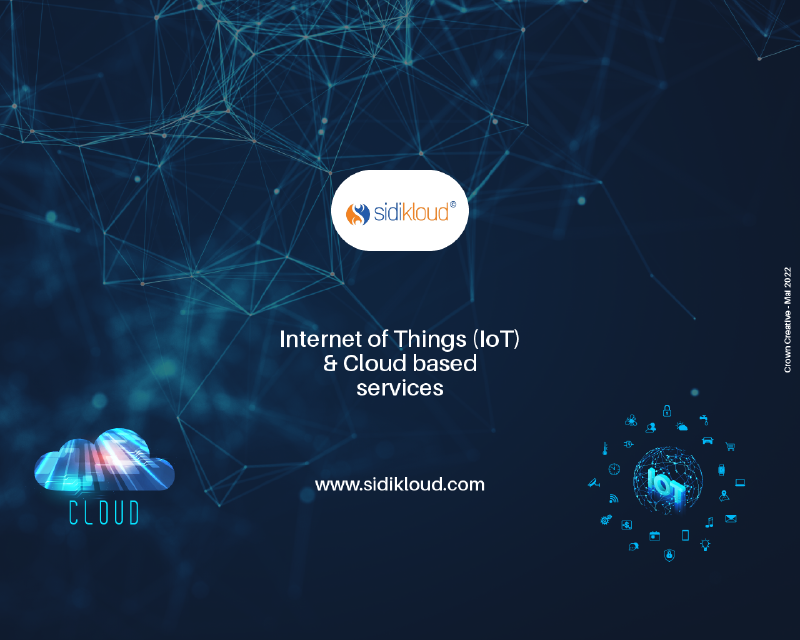 sidikloud®
Internet of Things (IoT)
& Cloud based
services
www.sidikloud.com
CLOUD
IoT
Crown Creative - Mai 2022